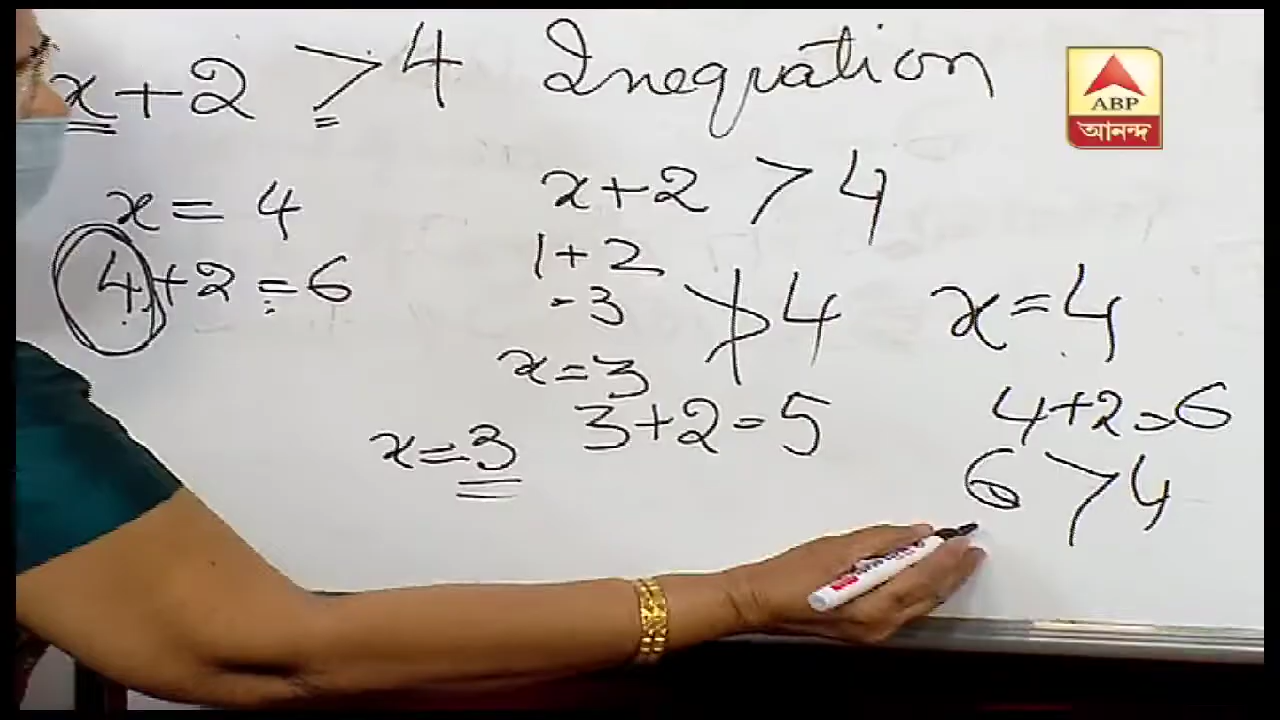 x + 2 > 4 Inequation
x = 4
4 + 2 = 6
x + 2 > 4
1 + 2
= 3 ≯ 4
x = 3
3 + 2 = 5
x = 3
x = 4
4 + 2 = 6
6 > 4
ABP
আনন্দ